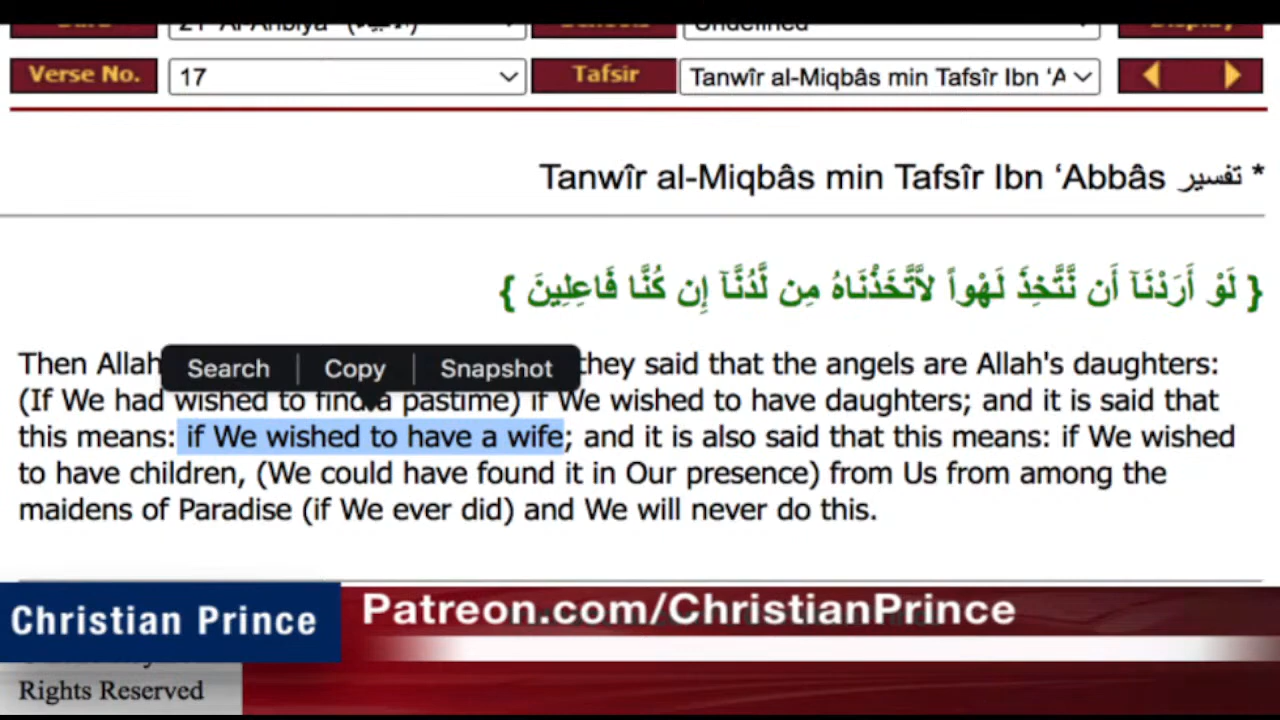 Verse No. 17 Tafsir Tanwîr al-Miqbâs min Tafsîr Ibn ‘A
* تفسير Tanwîr al-Miqbâs min Tafsîr Ibn ‘Abbâs
{ لَوْ أَرَدْنَآ أَن نَّتَّخِذَ لَهْواً لاَّتَّخَذْنَاهُ مِن لَّدُنَّآ إِن كُنَّا فَاعِلِينَ }
Search Copy Snapshot
Then Allah they said that the angels are Allah's daughters:
(If We had wished to find a pastime) if We wished to have daughters; and it is said that
this means: if We wished to have a wife; and it is also said that this means: if We wished
to have children, (We could have found it in Our presence) from Us from among the
maidens of Paradise (if We ever did) and We will never do this.
Christian Prince
Patreon.com/ChristianPrince
Rights Reserved